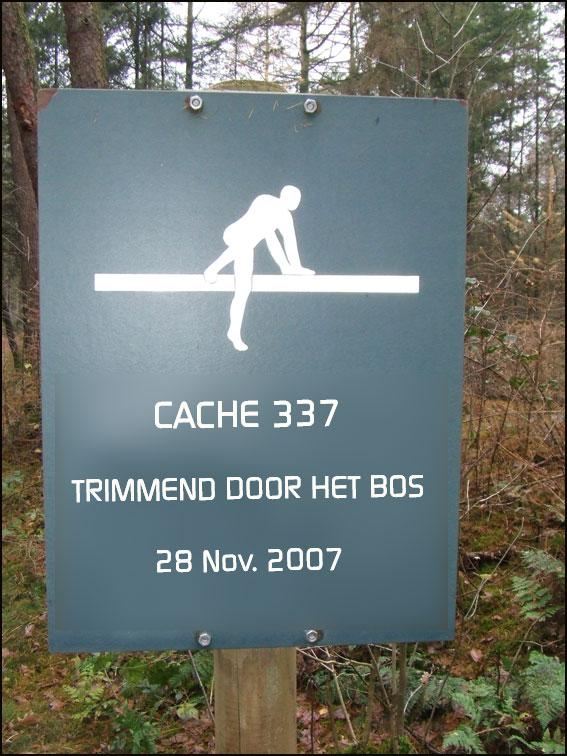 CACHE 337
TRIMMEND DOOR HET BOS
28 Nov. 2007